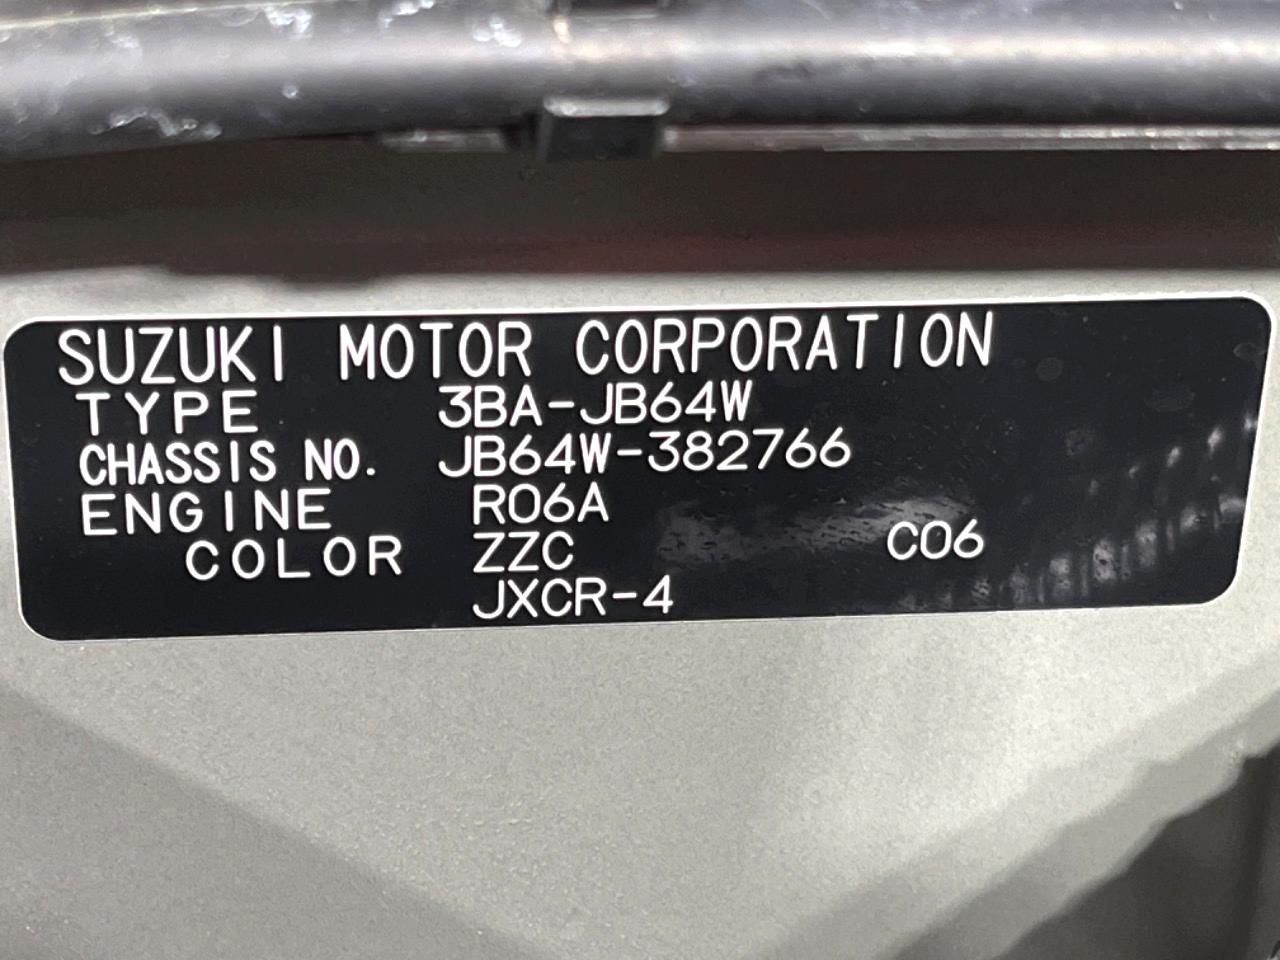 SUZUKI MOTOR CORPORATION
TYPE 3BA-JB64W
CHASSIS NO. JB64W-382766
ENGINE R06A
COLOR ZZC C06
JXCR-4